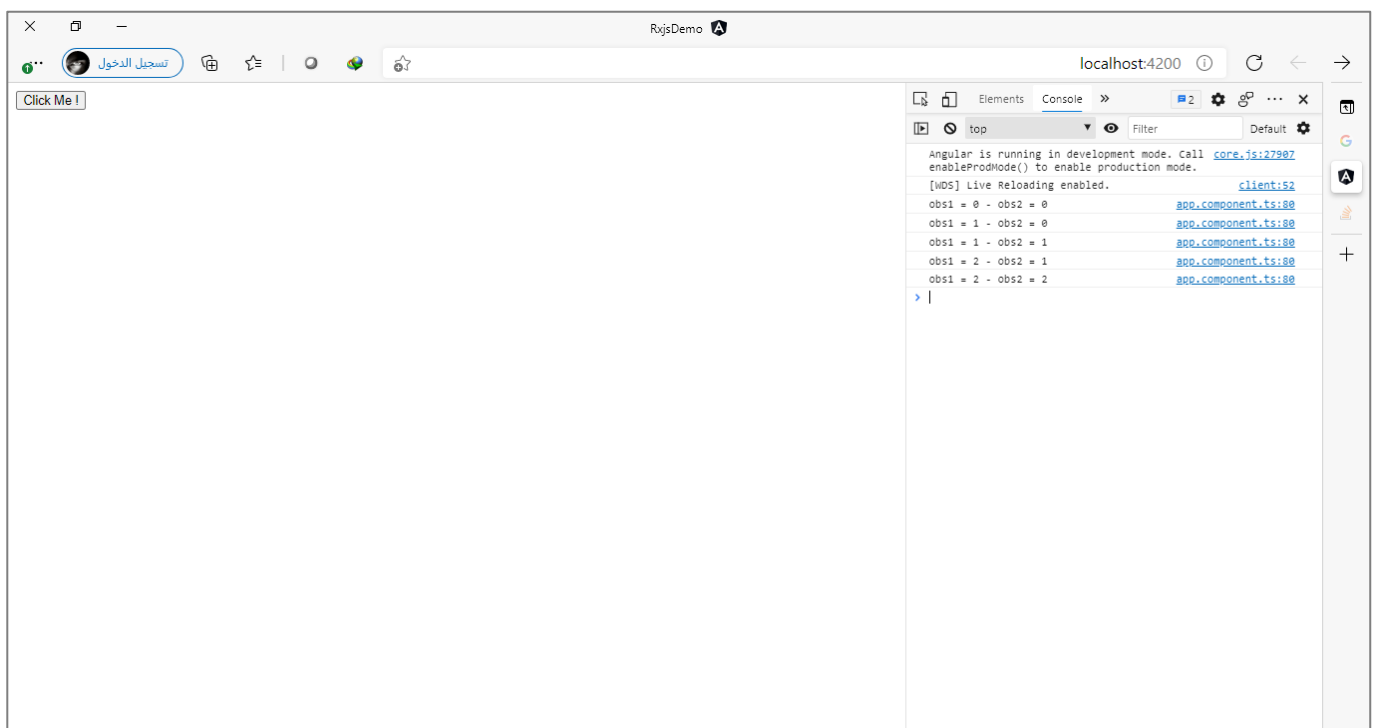 RxjsDemo
تسجيل الدخول
localhost:4200
Click Me !
Elements Console » 2
top Filter Default
Angular is running in development mode. Call core.js:27907
enableProdMode() to enable production mode.
[WDS] Live Reloading enabled. client:52
obs1 = 0 - obs2 = 0 app.component.ts:80
obs1 = 1 - obs2 = 0 app.component.ts:80
obs1 = 1 - obs2 = 1 app.component.ts:80
obs1 = 2 - obs2 = 1 app.component.ts:80
obs1 = 2 - obs2 = 2 app.component.ts:80